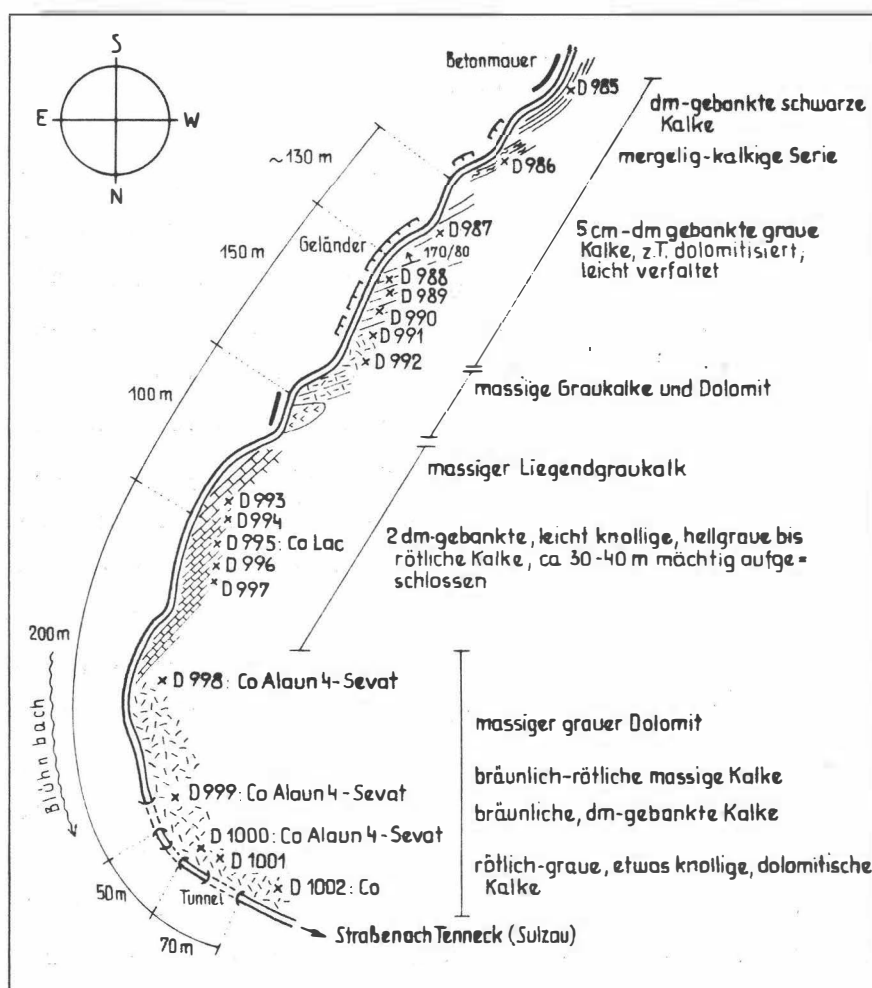 S
E
W
N
Betonmauer
D 985
dm-gebankte schwarze
Kalke
~130 m
D 986
mergelig-kalkige Serie
150 m
Geländer
D 987
170/80
5 cm-dm gebankte graue
Kalke, z.T. dolomitisiert,
leicht verfaltet
D 988
D 989
D 990
D 991
D 992
100 m
massige Graukalke und Dolomit
massiger Liegendgraukalk
D 993
D 994
D 995: Co Lac
D 996
D 997
2 dm-gebankte, leicht knollige, hellgraue bis
rötliche Kalke, ca 30-40 m mächtig aufge=
schlossen
200 m
Blühnbach
D 998: Co Alaun 4-Sevat
massiger grauer Dolomit
D 999: Co Alaun 4-Sevat
bräunlich-rötliche massige Kalke
D 1000: Co Alaun 4-Sevat
bräunliche, dm-gebankte Kalke
D 1001
D 1002: Co
rötlich-graue, etwas knollige, dolomitische
Kalke
50 m
Tunnel
70 m
Straße nach Tenneck (Sulzau)